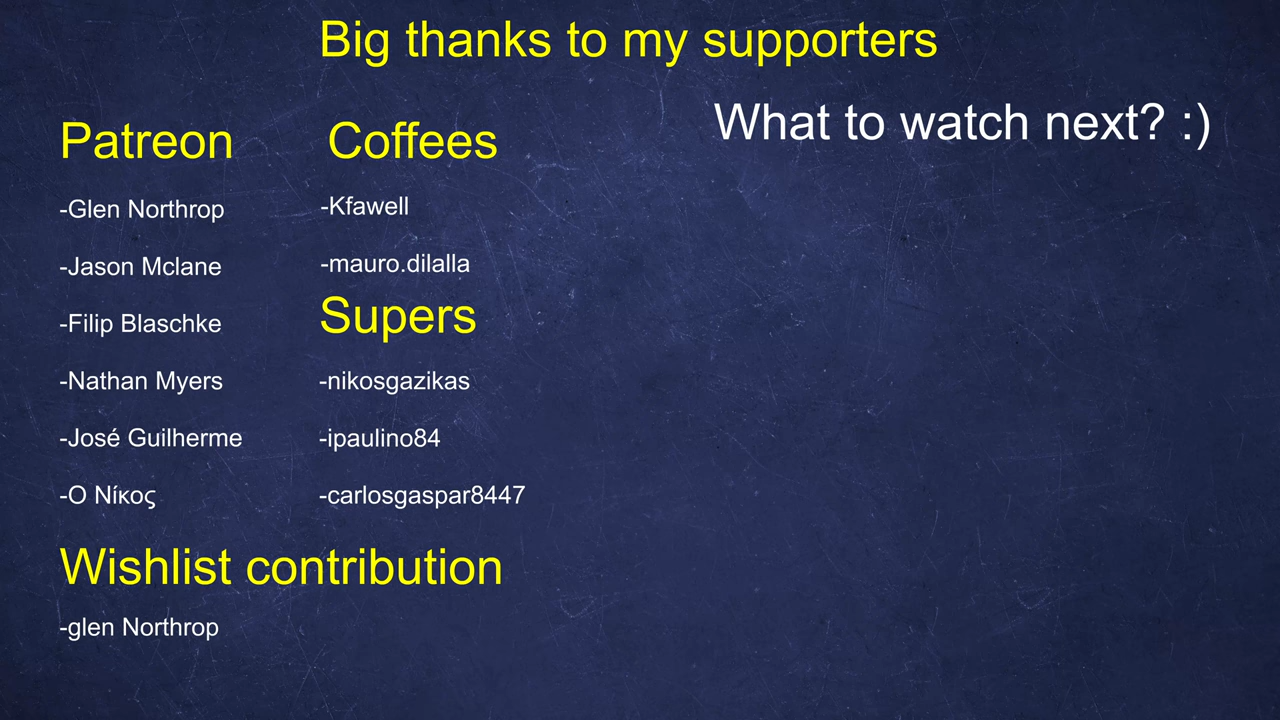 Big thanks to my supporters
What to watch next? :)
Patreon
-Glen Northrop
-Jason Mclane
-Filip Blaschke
-Nathan Myers
-José Guilherme
-Ο Νίκος
Coffees
-Kfawell
-mauro.dilalla
Supers
-nikosgazikas
-ipaulino84
-carlosgaspar8447
Wishlist contribution
-glen Northrop